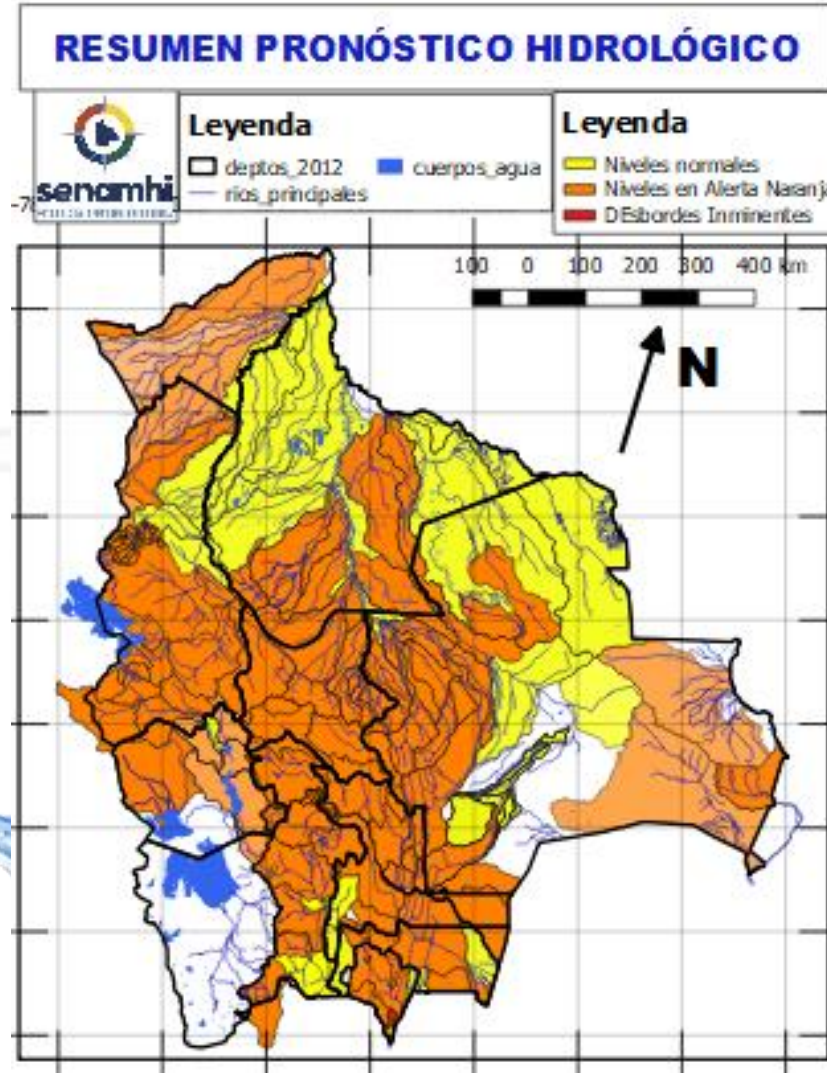 RESUMEN PRONÓSTICO HIDROLÓGICO
senamhi
Leyenda
deptos_2012
cuerpos_agua
rios_principales
Leyenda
Niveles normales
Niveles en Alerta Naranja
DEsbordes Inminentes
100 0 100 200 300 400 km
N